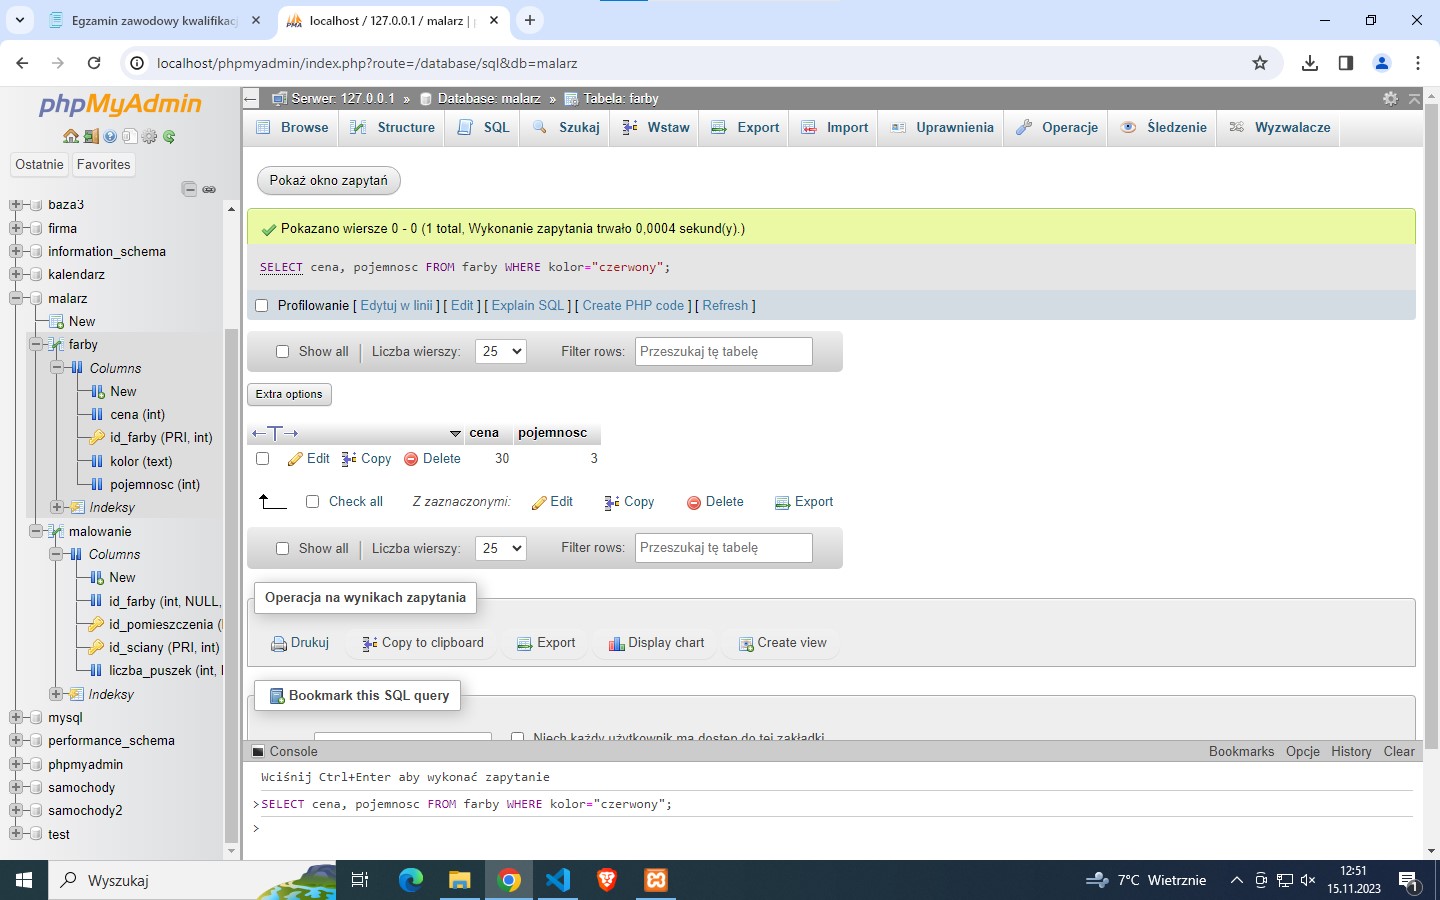 Egzamin zawodowy kwalifikac
localhost / 127.0.0.1 / malarz |
localhost/phpmyadmin/index.php?route=/database/sql&db=malarz
phpMyAdmin
Ostatnie Favorites
baza3
firma
information_schema
kalendarz
malarz
New
farby
Columns
New
cena (int)
id_farby (PRI, int)
kolor (text)
pojemnosc (int)
Indeksy
malowanie
Columns
New
id_farby (int, NULL,
id_pomieszczenia (
id_sciany (PRI, int)
liczba_puszek (int,
Indeksy
mysql
performance_schema
phpmyadmin
samochody
samochody2
test
Serwer: 127.0.0.1 » Database: malarz » Tabela: farby
Browse Structure SQL Szukaj Wstaw Export Import Uprawnienia Operacje Śledzenie Wyzwalacze
Pokaż okno zapytań
Pokazano wiersze 0 - 0 (1 total, Wykonanie zapytania trwało 0,0004 sekund(y).)
SELECT cena, pojemnosc FROM farby WHERE kolor="czerwony";
Profilowanie [ Edytuj w linii ] [ Edit ] [ Explain SQL ] [ Create PHP code ] [ Refresh ]
Show all | Liczba wierszy: 25 Filter rows: Przeszukaj tę tabelę
Extra options
←T→ cena pojemnosc
Edit Copy Delete 30 3
Check all Z zaznaczonymi: Edit Copy Delete Export
Show all | Liczba wierszy: 25 Filter rows: Przeszukaj tę tabelę
Operacja na wynikach zapytania
Drukuj Copy to clipboard Export Display chart Create view
Bookmark this SQL query
Niech każdy użytkownik ma dostęp do tej zakładki
Console Bookmarks Opcje History Clear
Wciśnij Ctrl+Enter aby wykonać zapytanie
>SELECT cena, pojemnosc FROM farby WHERE kolor="czerwony";
>
Wyszukaj
7°C Wietrznie
12:51
15.11.2023
1